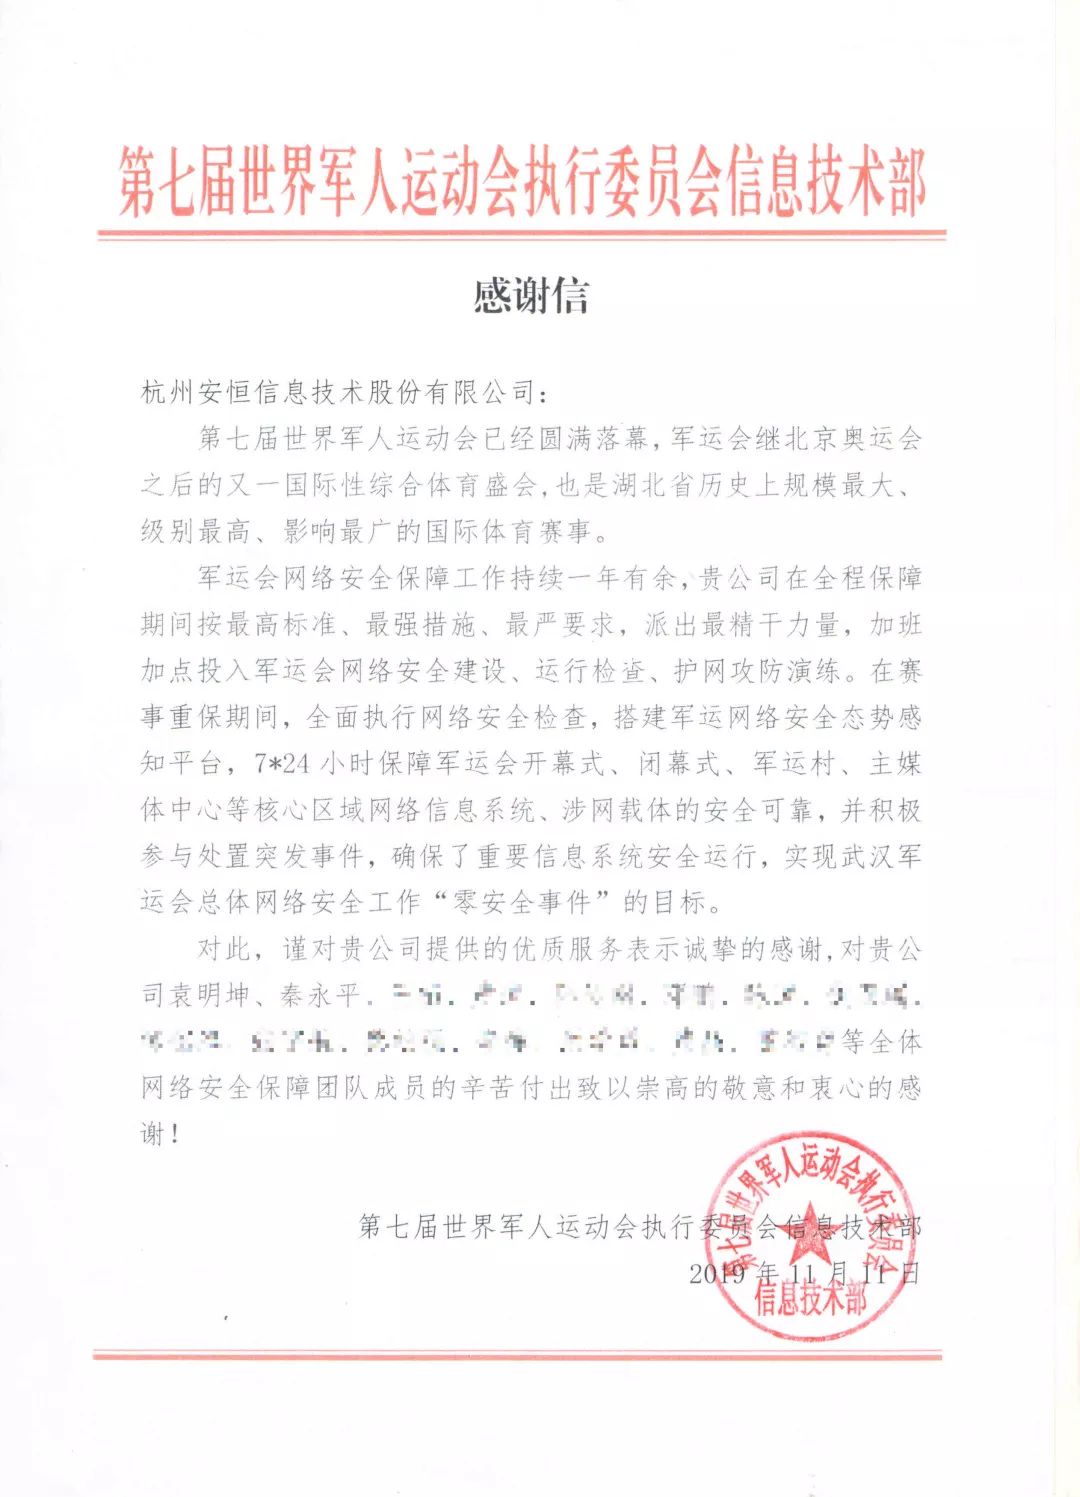 第七届世界军人运动会执行委员会信息技术部
感谢信
杭州安恒信息技术股份有限公司：
第七届世界军人运动会已经圆满落幕，军运会继北京奥运会
之后的又一国际性综合体育盛会，也是湖北省历史上规模最大、
级别最高、影响最广的国际体育赛事。
军运会网络安全保障工作持续一年有余，贵公司在全程保障
期间按最高标准、最强措施、最严要求，派出最精干力量，加班
加点投入军运会网络安全建设、运行检查、护网攻防演练。在赛
事重保期间，全面执行网络安全检查，搭建军运网络安全态势感
知平台，7*24小时保障军运会开幕式、闭幕式、军运村、主媒
体中心等核心区域网络信息系统、涉网载体的安全可靠，并积极
参与处置突发事件，确保了重要信息系统安全运行，实现武汉军
运会总体网络安全工作“零安全事件”的目标。
对此，谨对贵公司提供的优质服务表示诚挚的感谢，对贵公
司袁明坤、秦永平
等全体
网络安全保障团队成员的辛苦付出致以崇高的敬意和衷心的感
谢！
第七届世界军人运动会执行委员会信息技术部
2019年11月11日
第七届世界军人运动会执行委员会
信息技术部